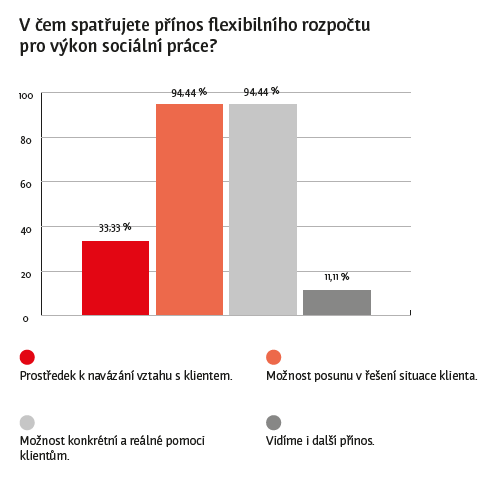 V čem spatřujete přínos flexibilního rozpočtu
pro výkon sociální práce?
100
80
60
40
20
0
33,33 %
94,44 %
94,44 %
11,11 %
Prostředek k navázání vztahu s klientem.
Možnost posunu v řešení situace klienta.
Možnost konkrétní a reálné pomoci
klientům.
Vidíme i další přínos.